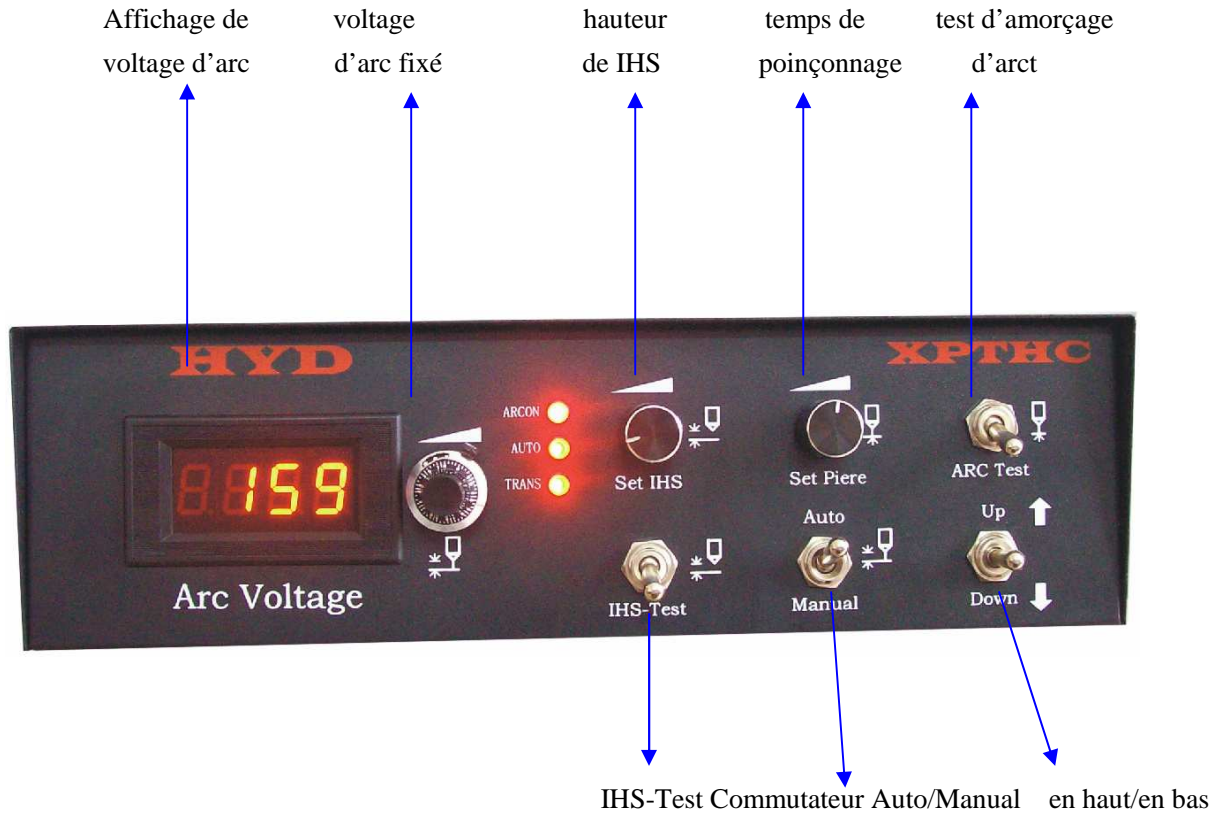 Affichage de voltage hauteur temps de test d’amorçage
voltage d’arc d’arc fixé de IHS poinçonnage d’arct
HYD XPTHC
ARCON
AUTO
TRANS
159
Set IHS Set Piere ARC Test
Auto Up
Arc Voltage IHS-Test Manual Down
IHS-Test Commutateur Auto/Manual en haut/en bas